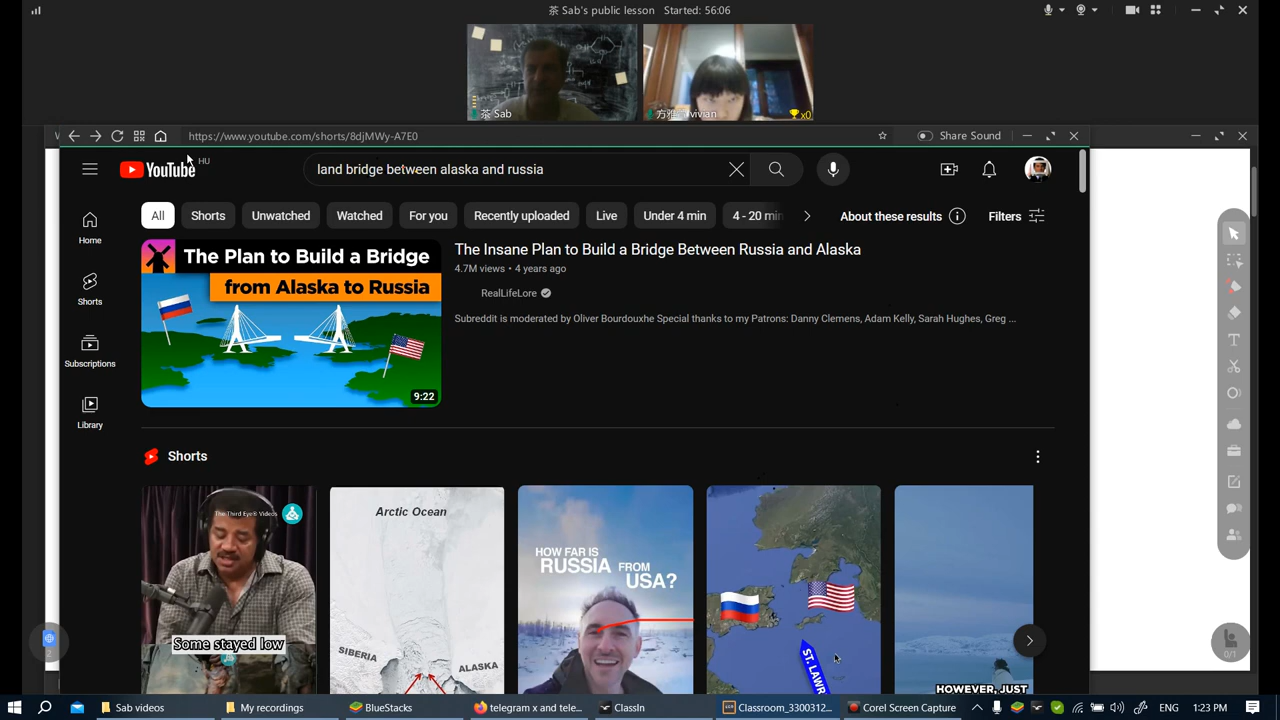 茶 Sab's public lesson Started: 56:06
茶 Sab
vivian
x0
https://www.youtube.com/shorts/8djMWy-A7E0
Share Sound
YouTube HU
land bridge between alaska and russia
All Shorts Unwatched Watched For you Recently uploaded Live Under 4 min 4 - 20 min About these results Filters
Home
Shorts
Subscriptions
Library
The Plan to Build a Bridge
from Alaska to Russia
9:22
The Insane Plan to Build a Bridge Between Russia and Alaska
4.7M views • 4 years ago
RealLifeLore
Subreddit is moderated by Oliver Bourdouxhe Special thanks to my Patrons: Danny Clemens, Adam Kelly, Sarah Hughes, Greg ...
Shorts
The Third Eye® Videos
Some stayed low
Arctic Ocean
SIBERIA
ALASKA
HOW FAR IS
RUSSIA FROM
USA?
ST. LAWR
HOWEVER, JUST
2
0/1
Sab videos My recordings BlueStacks telegram x and tele... ClassIn Classroom_3300312... Corel Screen Capture ENG 1:23 PM